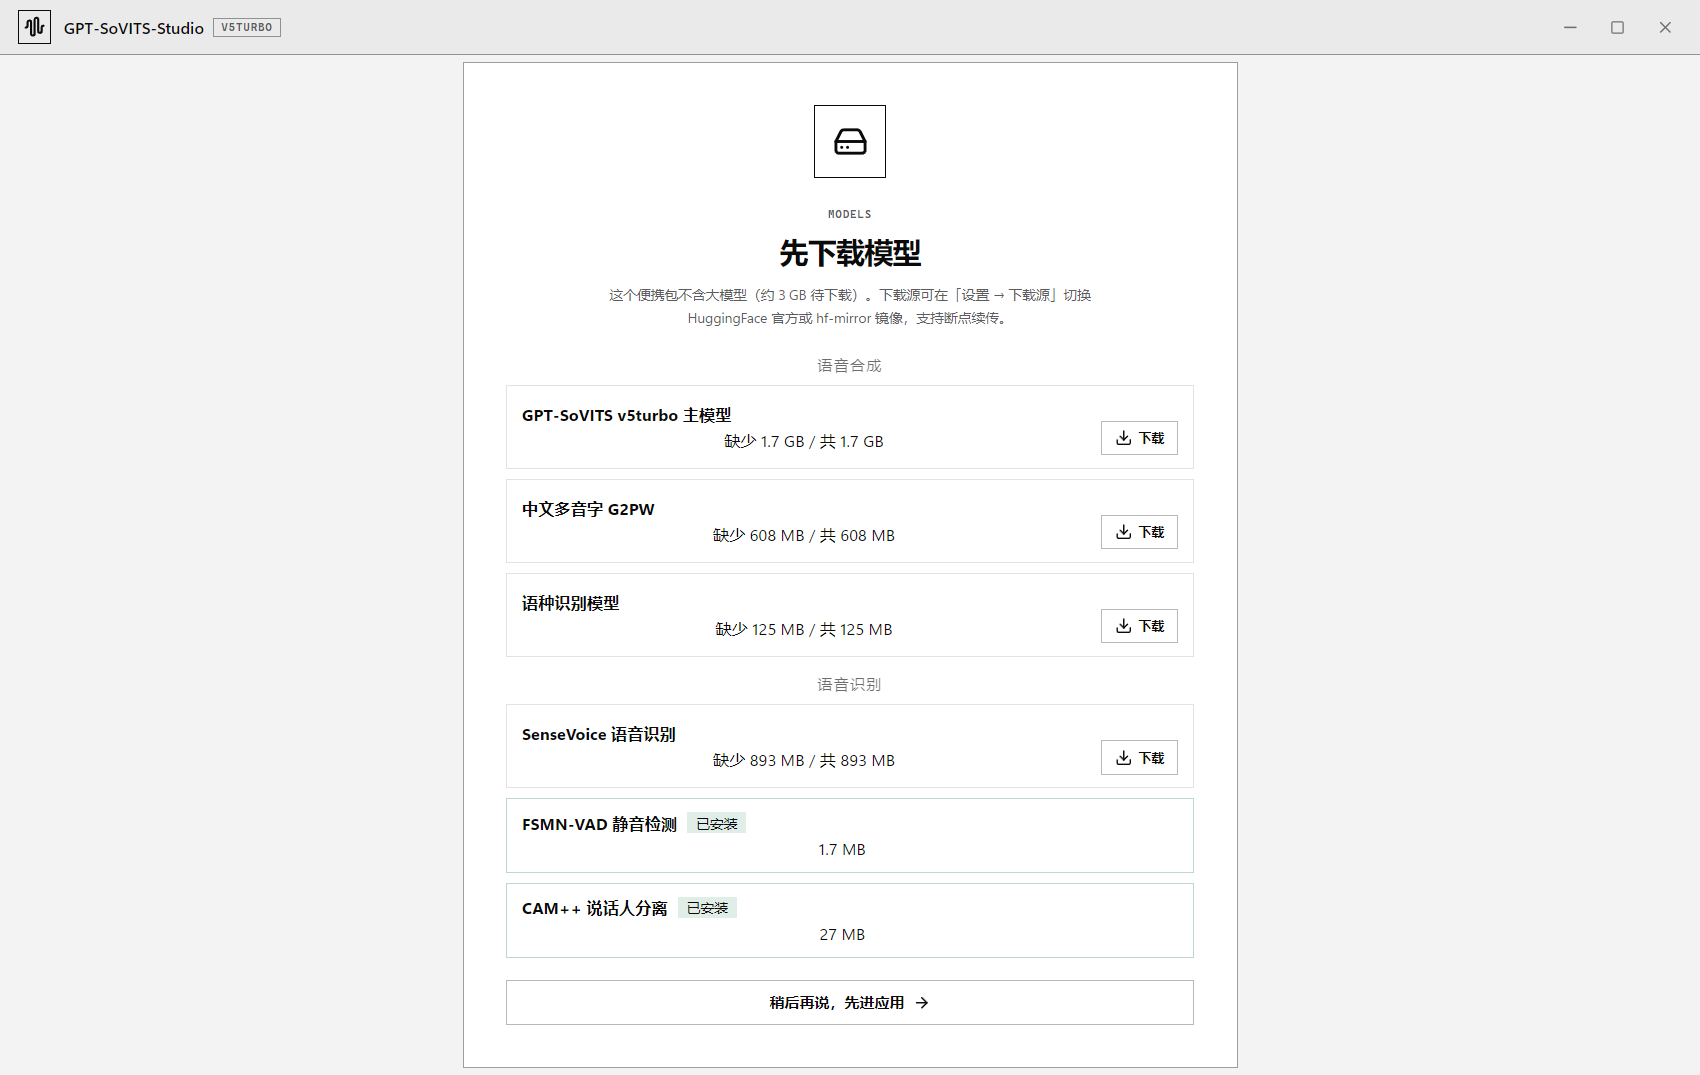 GPT-SoVITS-Studio V5TURBO
MODELS
先下载模型
这个便携包不含大模型（约 3 GB 待下载）。下载源可在「设置 → 下载源」切换
HuggingFace 官方或 hf-mirror 镜像，支持断点续传。
语音合成
GPT-SoVITS v5turbo 主模型
缺少 1.7 GB / 共 1.7 GB
下载
中文多音字 G2PW
缺少 608 MB / 共 608 MB
下载
语种识别模型
缺少 125 MB / 共 125 MB
下载
语音识别
SenseVoice 语音识别
缺少 893 MB / 共 893 MB
下载
FSMN-VAD 静音检测 已安装
1.7 MB
CAM++ 说话人分离 已安装
27 MB
稍后再说，先进应用 →